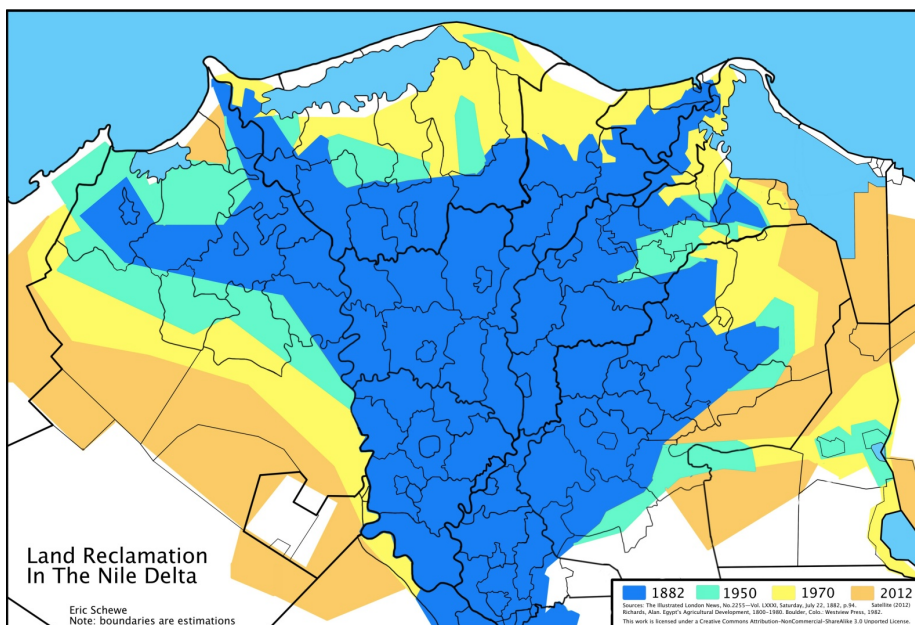 Land Reclamation
In The Nile Delta
Eric Schewe
Note: boundaries are estimations
1882 1950 1970 2012
Sources: The Illustrated London News, No.2255—Vol. LXXXI, Saturday, July 22, 1882, p.94. Satellite (2012)
Richards, Alan. Egypt's Agricultural Development, 1800-1980. Boulder, Colo.: Westview Press, 1982.
This work is licensed under a Creative Commons Attribution-NonCommercial-ShareAlike 3.0 Unported License.